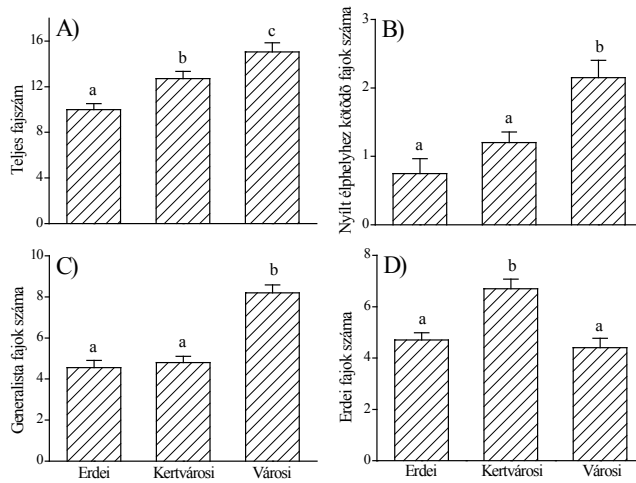 A)
Teljes fajszám
16
12
8
4
0
a
b
c
B)
Nyílt élphelyhez kötődő fajok száma
3
2
1
0
a
a
b
C)
Generalista fajok száma
10
8
6
4
2
0
a
a
b
Erdei
Kertvárosi
Városi
D)
Erdei fajok száma
8
6
4
2
0
a
b
a
Erdei
Kertvárosi
Városi